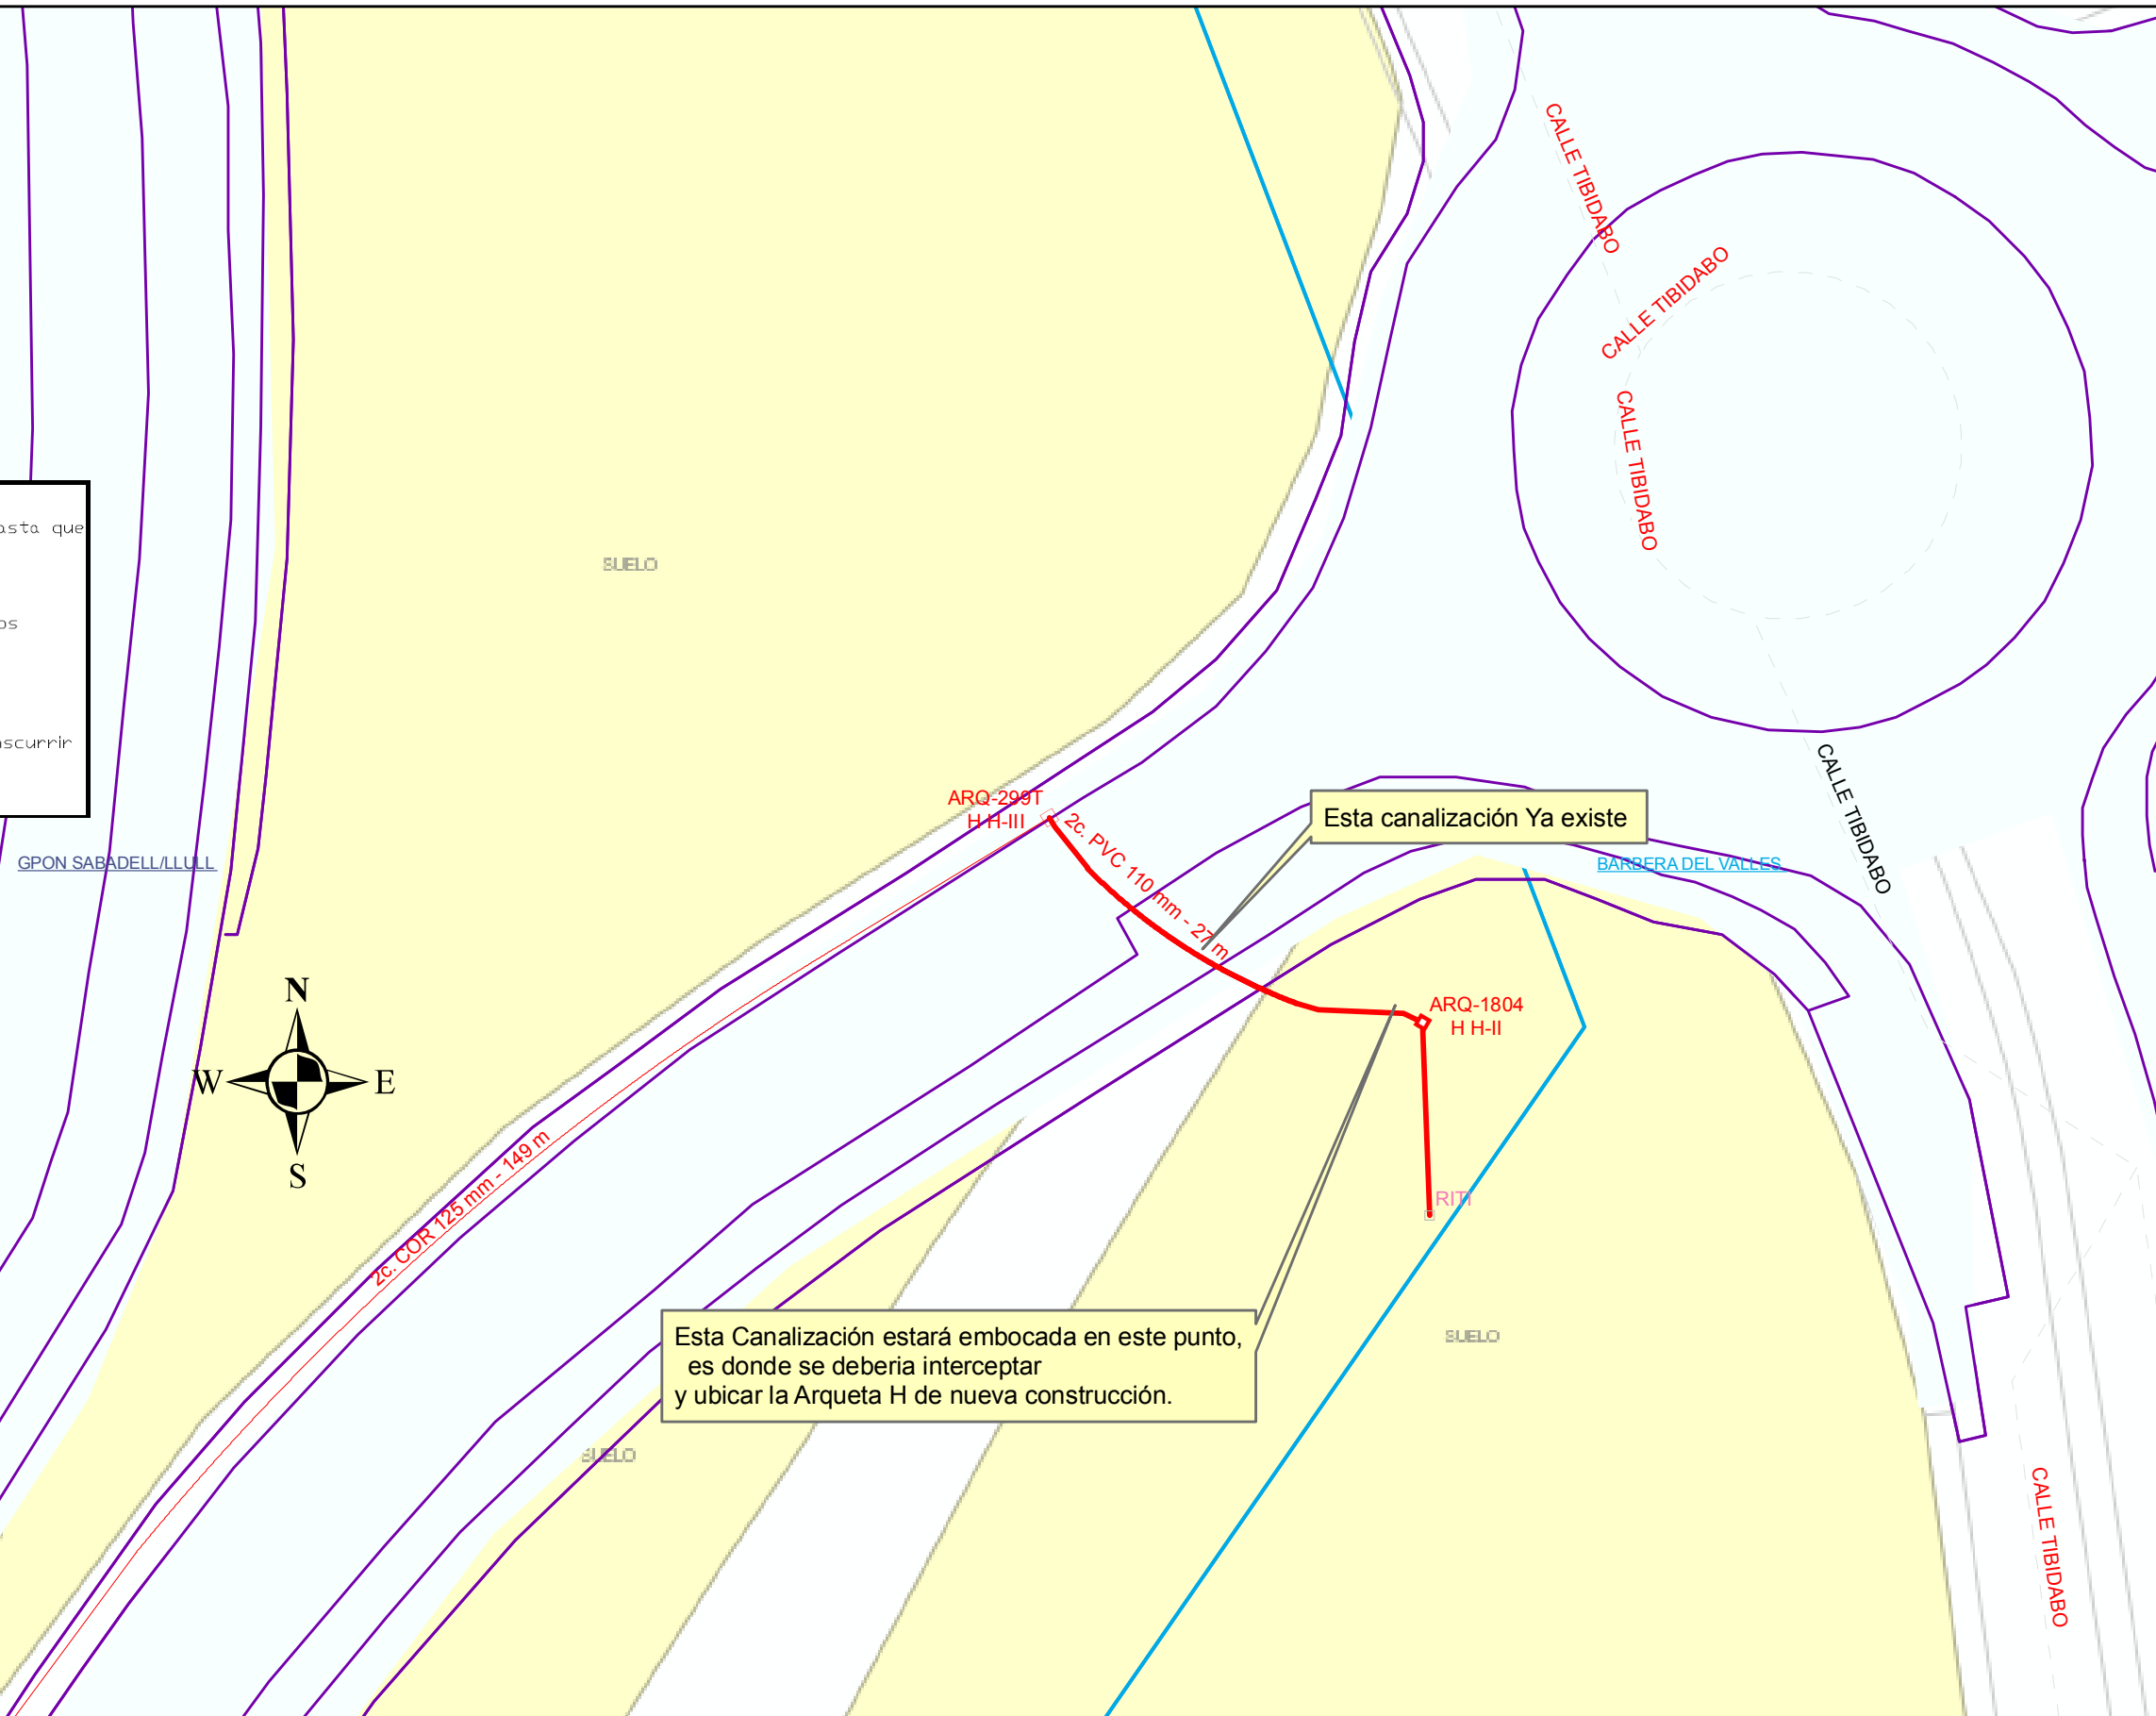 CALLE TIBIDABO
CALLE TIBIDABO
CALLE TIBIDABO
que
SUELO
CALLE TIBIDABO
ARQ-299T
H H-III
2c. PVC 110 mm - 27 m
Esta canalización Ya existe
GPON SABADELL/LLULL
BARBERA DEL VALLES
N
W
E
S
ARQ-1804
H H-II
2c. COR 125 mm - 149 m
RITI
Esta Canalización estará embocada en este punto,
es donde se deberia interceptar
y ubicar la Arqueta H de nueva construcción.
SUELO
SUELO
CALLE TIBIDABO